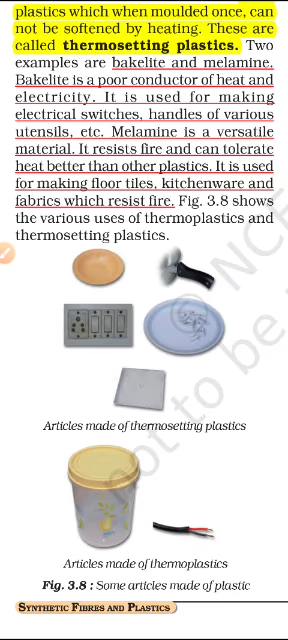 plastics which when moulded once, can
not be softened by heating. These are
called thermosetting plastics. Two
examples are bakelite and melamine.
Bakelite is a poor conductor of heat and
electricity. It is used for making
electrical switches, handles of various
utensils, etc. Melamine is a versatile
material. It resists fire and can tolerate
heat better than other plastics. It is used
for making floor tiles, kitchenware and
fabrics which resist fire. Fig. 3.8 shows
the various uses of thermoplastics and
thermosetting plastics.
Articles made of thermosetting plastics
Articles made of thermoplastics
Fig. 3.8 : Some articles made of plastic
SYNTHETIC FIBRES AND PLASTICS
© NCE
not to be